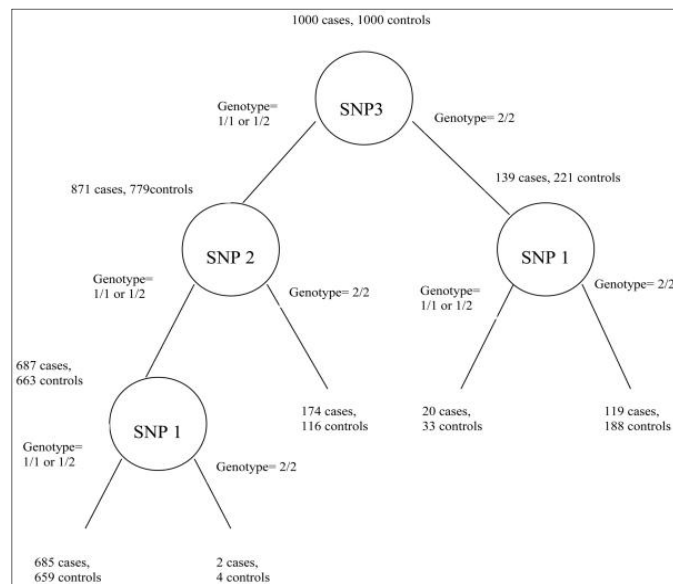 1000 cases, 1000 controls
SNP3
Genotype=
1/1 or 1/2
Genotype= 2/2
871 cases, 779controls
139 cases, 221 controls
SNP 2
SNP 1
Genotype=
1/1 or 1/2
Genotype= 2/2
Genotype=
1/1 or 1/2
Genotype= 2/2
687 cases,
663 controls
174 cases,
116 controls
20 cases,
33 controls
119 cases,
188 controls
SNP 1
Genotype=
1/1 or 1/2
Genotype= 2/2
685 cases,
659 controls
2 cases,
4 controls